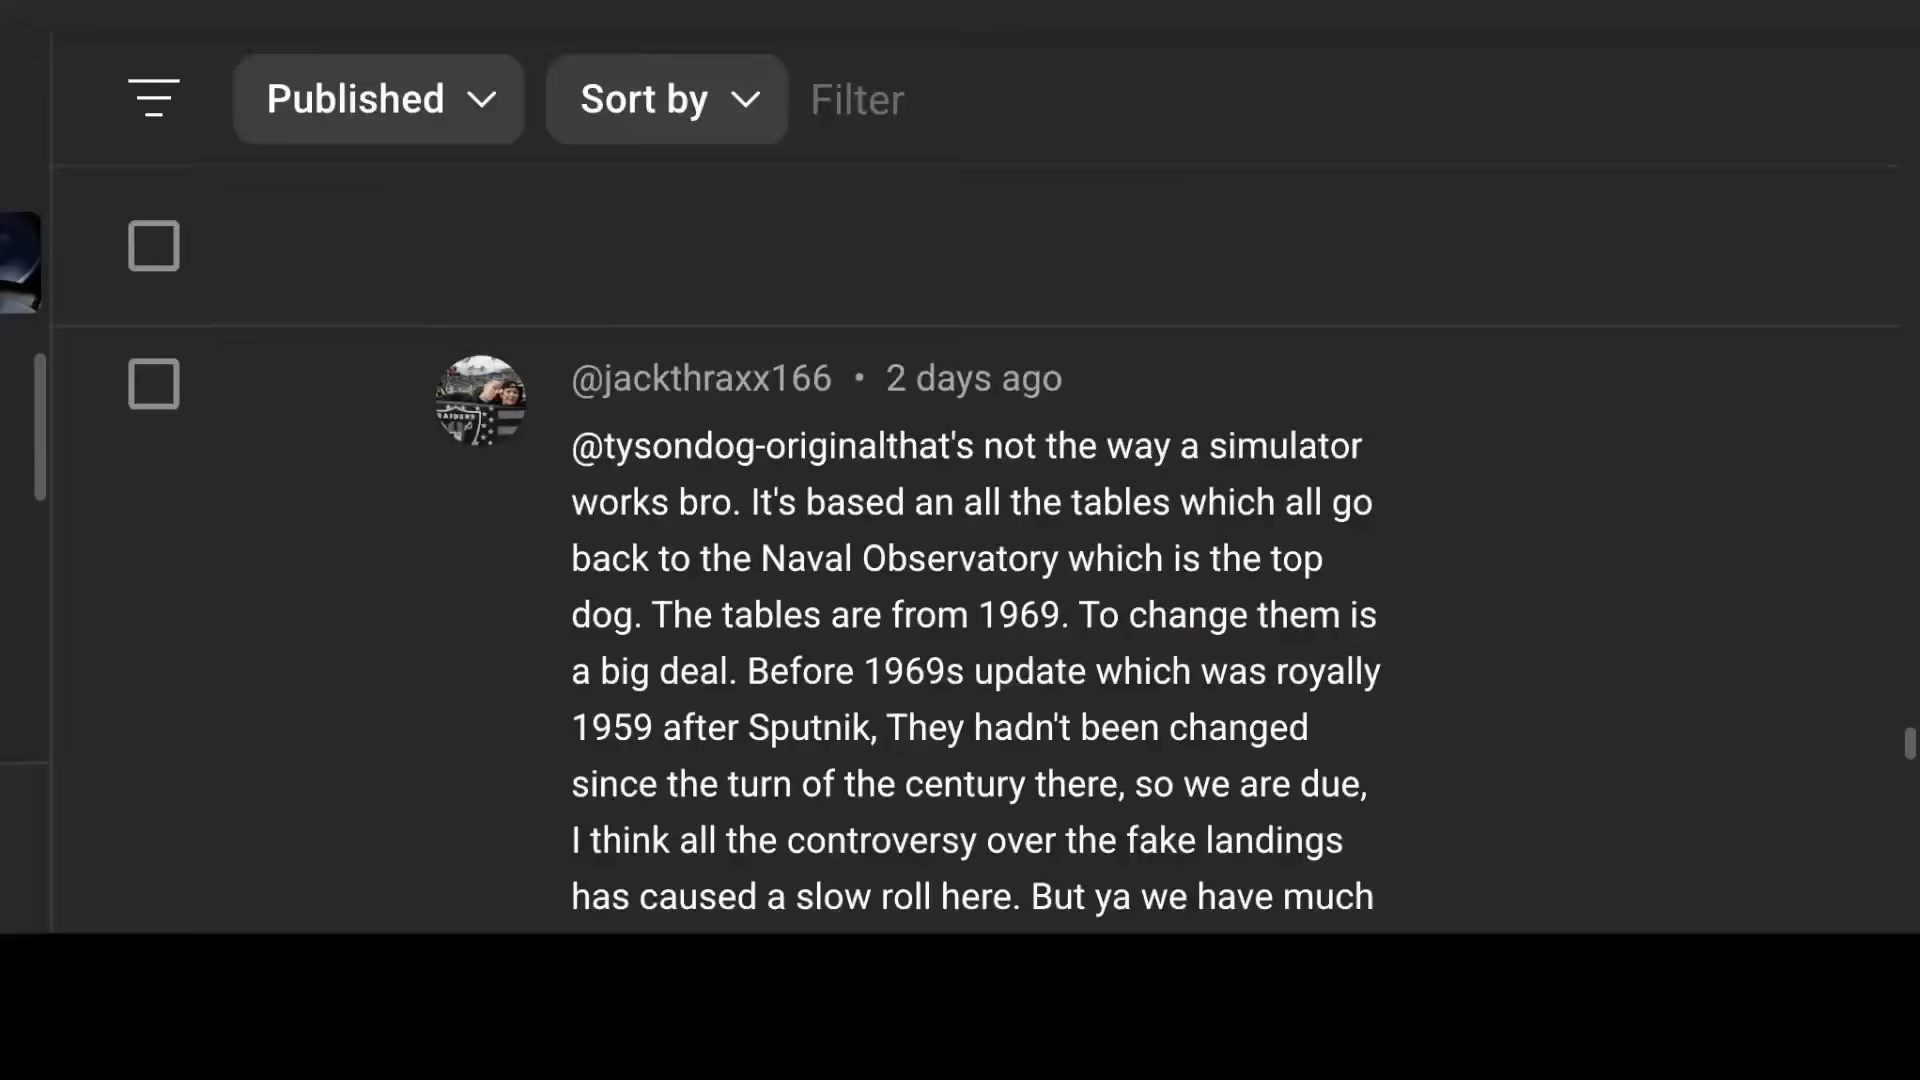 Published
Sort by
Filter
@jackthraxx166 • 2 days ago
RAIDERS
@tysondog-originalthat's not the way a simulator
works bro. It's based an all the tables which all go
back to the Naval Observatory which is the top
dog. The tables are from 1969. To change them is
a big deal. Before 1969s update which was royally
1959 after Sputnik, They hadn't been changed
since the turn of the century there, so we are due,
I think all the controversy over the fake landings
has caused a slow roll here. But ya we have much